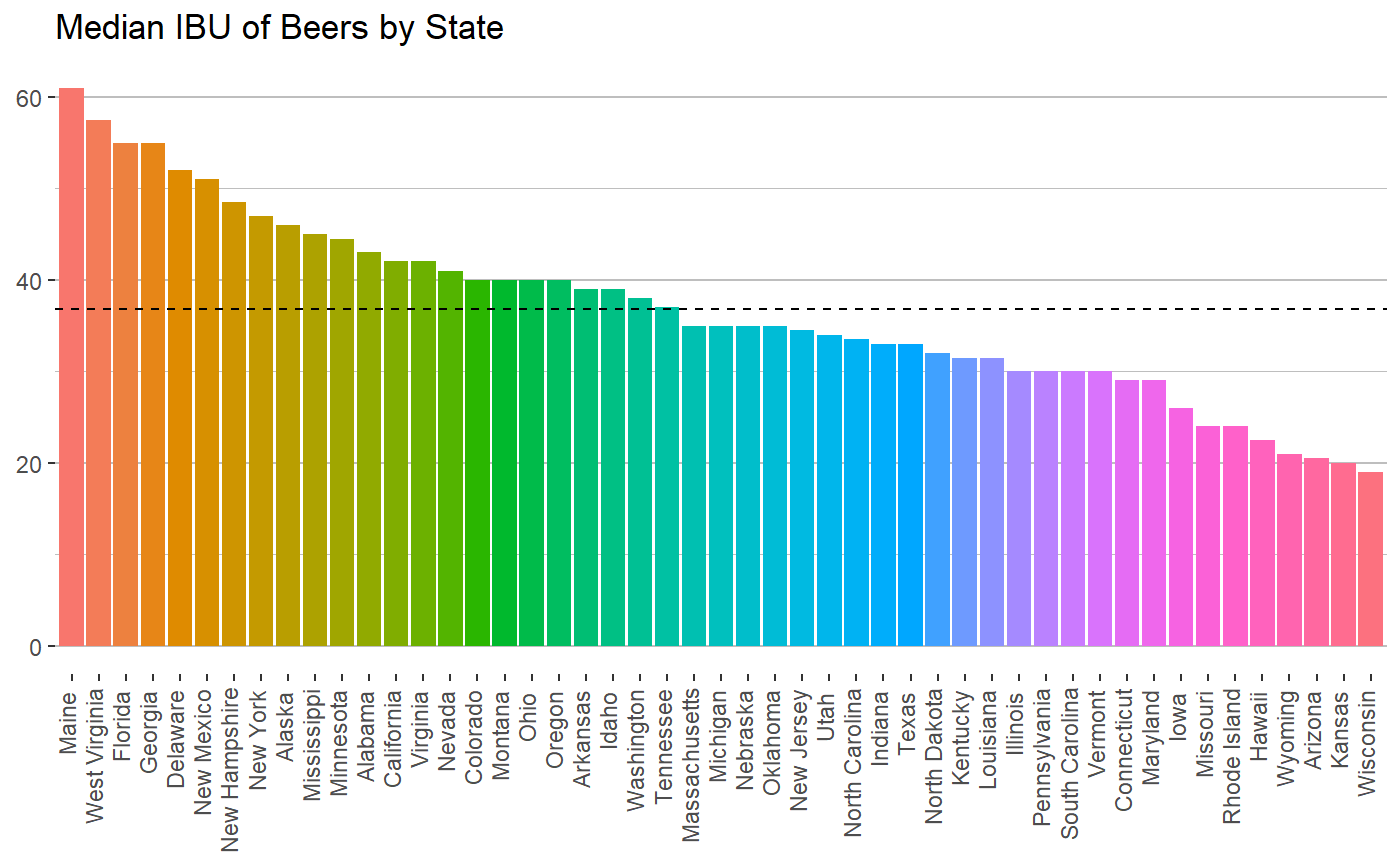 Median IBU of Beers by State
60
40
20
0
Maine
West Virginia
Florida
Georgia
Delaware
New Mexico
New Hampshire
New York
Alaska
Mississippi
Minnesota
Alabama
California
Virginia
Nevada
Colorado
Montana
Ohio
Oregon
Arkansas
Idaho
Washington
Tennessee
Massachusetts
Michigan
Nebraska
Oklahoma
New Jersey
Utah
North Carolina
Indiana
Texas
North Dakota
Kentucky
Louisiana
Illinois
Pennsylvania
South Carolina
Vermont
Connecticut
Maryland
Iowa
Missouri
Rhode Island
Hawaii
Wyoming
Arizona
Kansas
Wisconsin